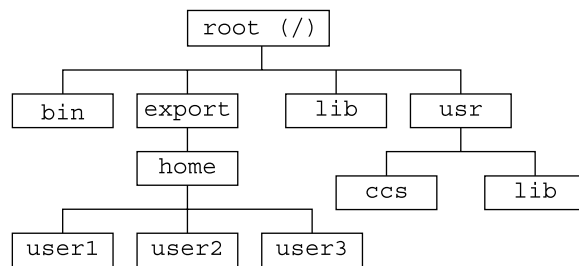 root (/)
bin
export
lib
usr
home
ccs
lib
user1
user2
user3